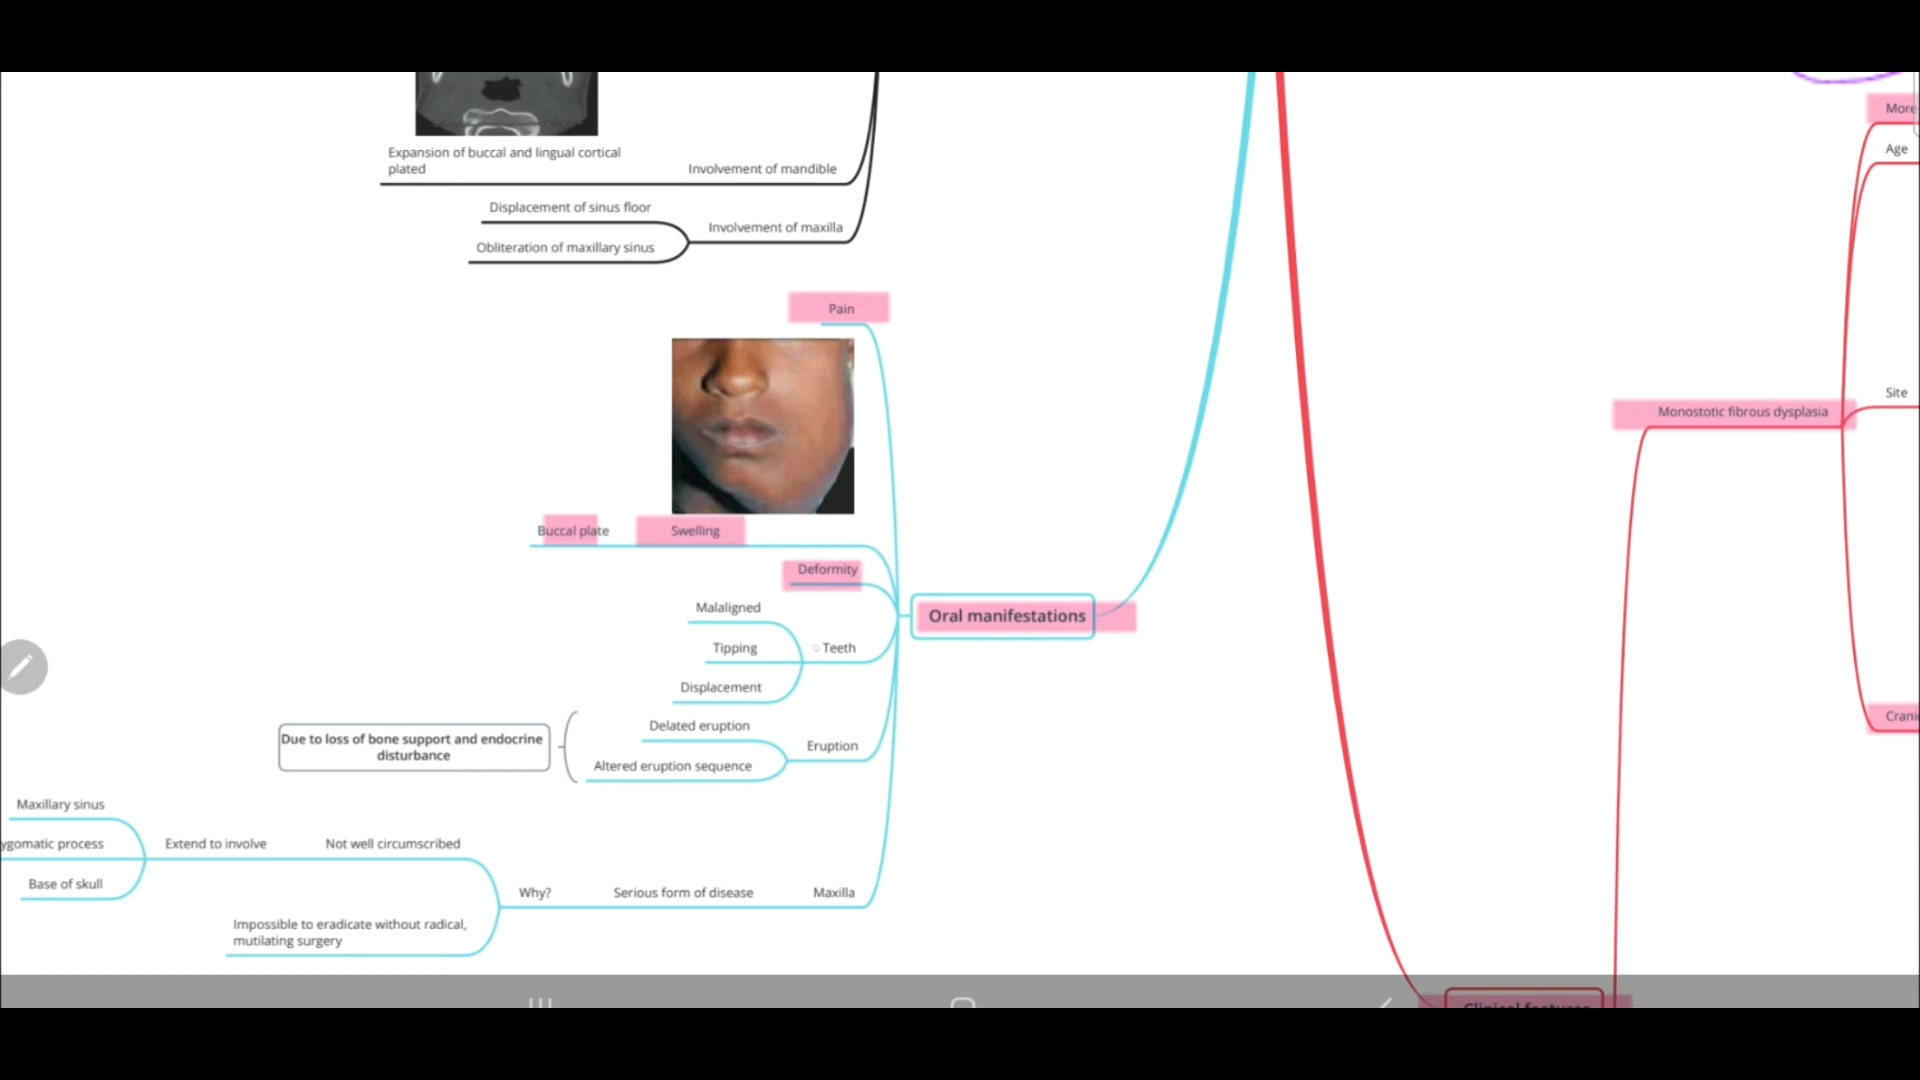 Expansion of buccal and lingual cortical
plated
Involvement of mandible
Displacement of sinus floor
Obliteration of maxillary sinus
Involvement of maxilla
Pain
Buccal plate
Swelling
Deformity
Malaligned
Tipping
Displacement
Teeth
Delated eruption
Altered eruption sequence
Eruption
Due to loss of bone support and endocrine
disturbance
Maxillary sinus
ygomatic process
Base of skull
Extend to involve
Not well circumscribed
Impossible to eradicate without radical,
mutilating surgery
Why?
Serious form of disease
Maxilla
Oral manifestations
More
Age
Site
Monostotic fibrous dysplasia
Crani
Clinical features